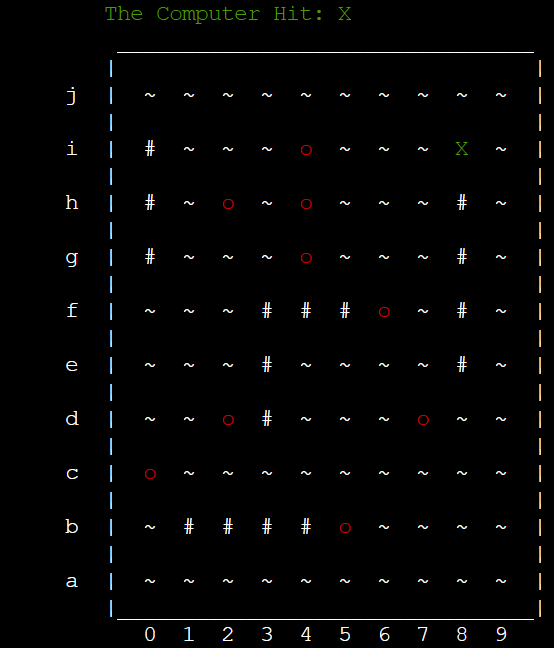 The Computer Hit: X
j | ~ ~ ~ ~ ~ ~ ~ ~ ~ ~ |
i | # ~ ~ ~ o ~ ~ ~ X ~ |
h | # ~ o ~ o ~ ~ ~ # ~ |
g | # ~ ~ ~ o ~ ~ ~ # ~ |
f | ~ ~ ~ # # # o ~ # ~ |
e | ~ ~ ~ # ~ ~ ~ ~ # ~ |
d | ~ ~ o # ~ ~ ~ o ~ ~ |
c | o ~ ~ ~ ~ ~ ~ ~ ~ ~ |
b | ~ # # # # o ~ ~ ~ ~ |
a | ~ ~ ~ ~ ~ ~ ~ ~ ~ ~ |
0 1 2 3 4 5 6 7 8 9